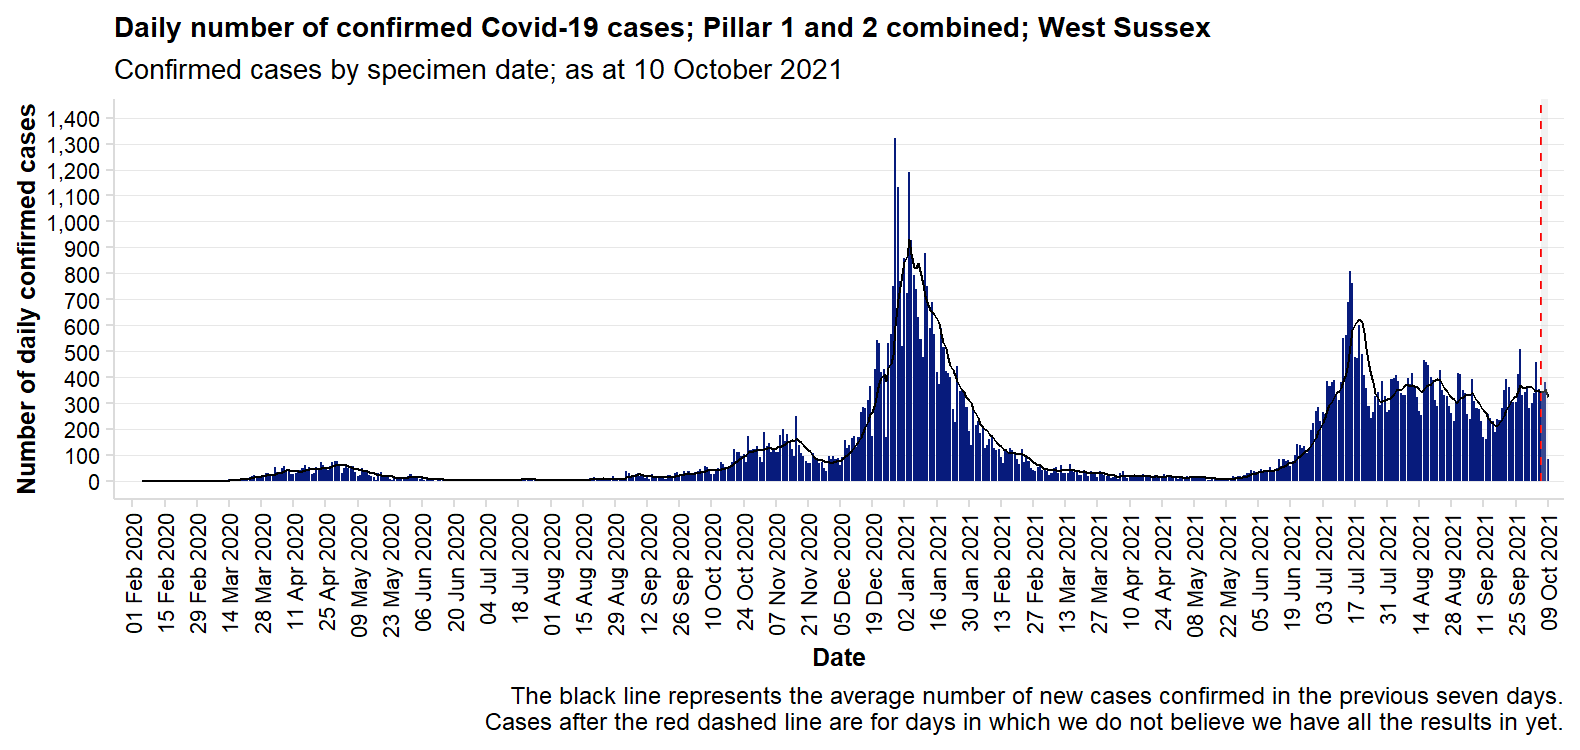 Daily number of confirmed Covid-19 cases; Pillar 1 and 2 combined; West Sussex
Confirmed cases by specimen date; as at 10 October 2021
Number of daily confirmed cases
1,400
1,300
1,200
1,100
1,000
900
800
700
600
500
400
300
200
100
0
01 Feb 2020
15 Feb 2020
29 Feb 2020
14 Mar 2020
28 Mar 2020
11 Apr 2020
25 Apr 2020
09 May 2020
23 May 2020
06 Jun 2020
20 Jun 2020
04 Jul 2020
18 Jul 2020
01 Aug 2020
15 Aug 2020
29 Aug 2020
12 Sep 2020
26 Sep 2020
10 Oct 2020
24 Oct 2020
07 Nov 2020
21 Nov 2020
05 Dec 2020
19 Dec 2020
02 Jan 2021
16 Jan 2021
30 Jan 2021
13 Feb 2021
27 Feb 2021
13 Mar 2021
27 Mar 2021
10 Apr 2021
24 Apr 2021
08 May 2021
22 May 2021
05 Jun 2021
19 Jun 2021
03 Jul 2021
17 Jul 2021
31 Jul 2021
14 Aug 2021
28 Aug 2021
11 Sep 2021
25 Sep 2021
09 Oct 2021
Date
The black line represents the average number of new cases confirmed in the previous seven days.
Cases after the red dashed line are for days in which we do not believe we have all the results in yet.